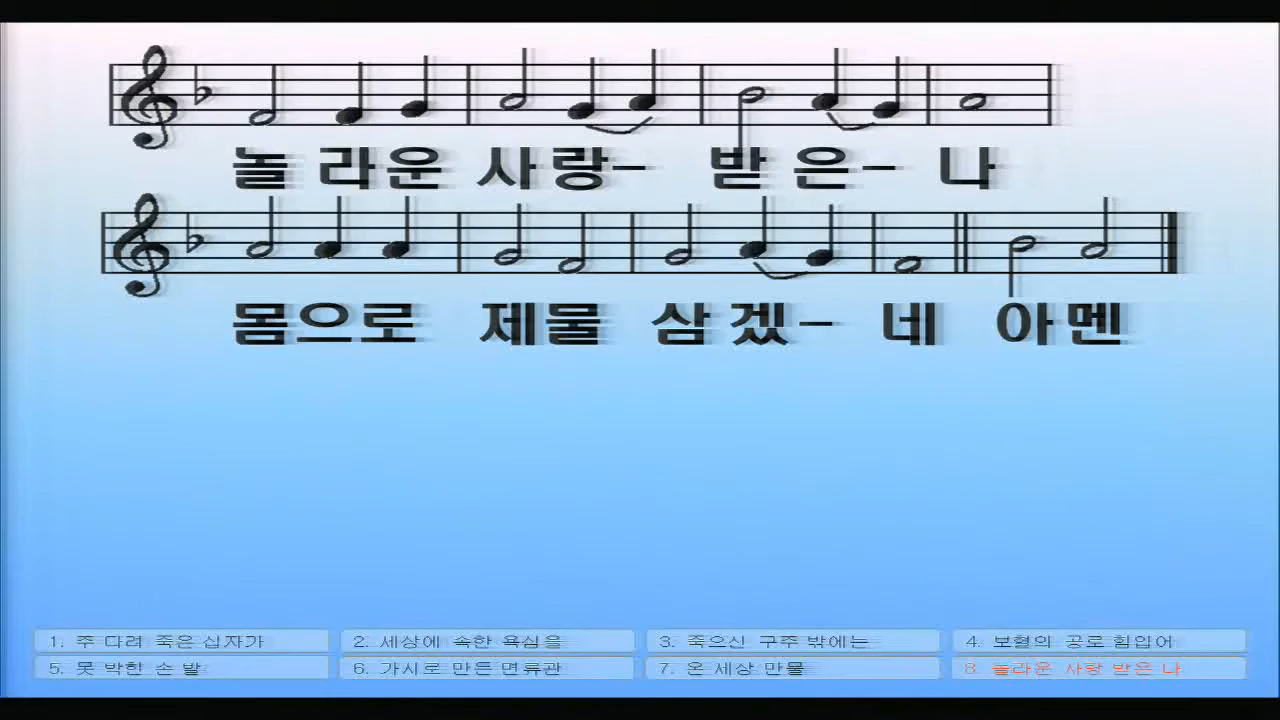 놀 라운 사랑- 받 은- 나
몸으로 제물 삼 겠- 네 아멘
1. 주 다려 죽은 십자가 2. 세상에 속한 욕심을 3. 죽으신 구주 밖에는 4. 보혈의 공로 힘입어
5. 못 박한 손 발 6. 가시로 만든 면류관 7. 온 세상 만물 8. 놀라운 사랑 받은 나